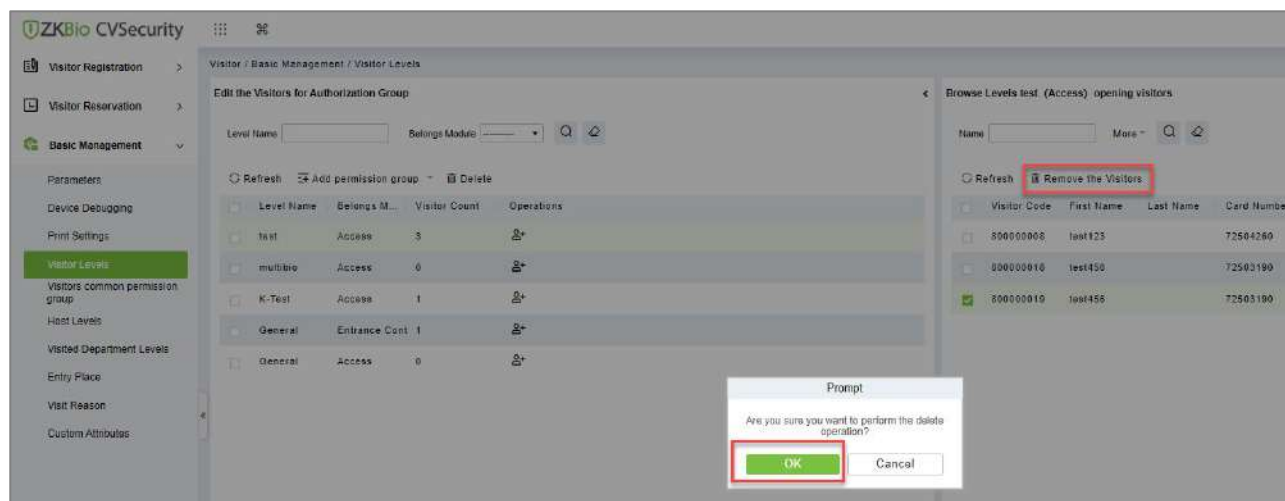 ZKBio CVSecurity
Visitor Registration
Visitor Reservation
Basic Management
Parameters
Device Debugging
Print Settings
Visitor Levels
Visitors common permission
group
Host Levels
Visited Department Levels
Entry Place
Visit Reason
Custom Attributes
Visitor / Basic Management / Visitor Levels
Edit the Visitors for Authorization Group
Level Name Belongs Module ---------
Refresh Add permission group Delete
Level Name Belongs M... Visitor Count Operations
test Access 3
multibio Access 0
K-Test Access 1
General Entrance Cont 1
General Access 0
Browse Levels test (Access) opening visitors
Name More
Refresh Remove the Visitors
Visitor Code First Name Last Name Card Numbe
800000008 test123 72504260
800000018 test456 72503190
800000019 test456 72503190
Prompt
Are you sure you want to perform the delete
operation?
OK Cancel